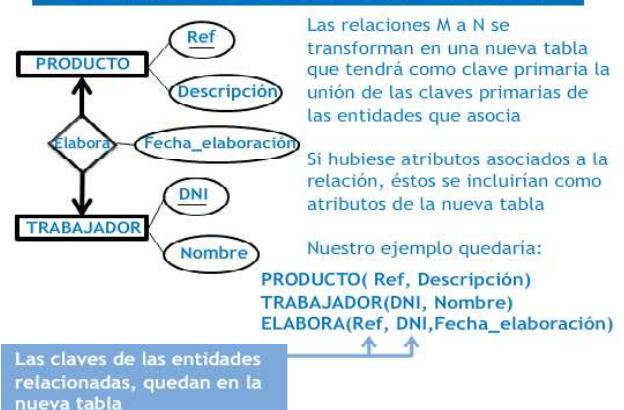 Ref
PRODUCTO
Descripción
Elabora
Fecha_elaboración
DNI
TRABAJADOR
Nombre
Las relaciones M a N se
transforman en una nueva tabla
que tendrá como clave primaria la
unión de las claves primarias de
las entidades que asocia
Si hubiese atributos asociados a la
relación, éstos se incluirían como
atributos de la nueva tabla
Nuestro ejemplo quedaría:
PRODUCTO( Ref, Descripción)
TRABAJADOR(DNI, Nombre)
ELABORA(Ref, DNI,Fecha_elaboración)
Las claves de las entidades
relacionadas, quedan en la
nueva tabla